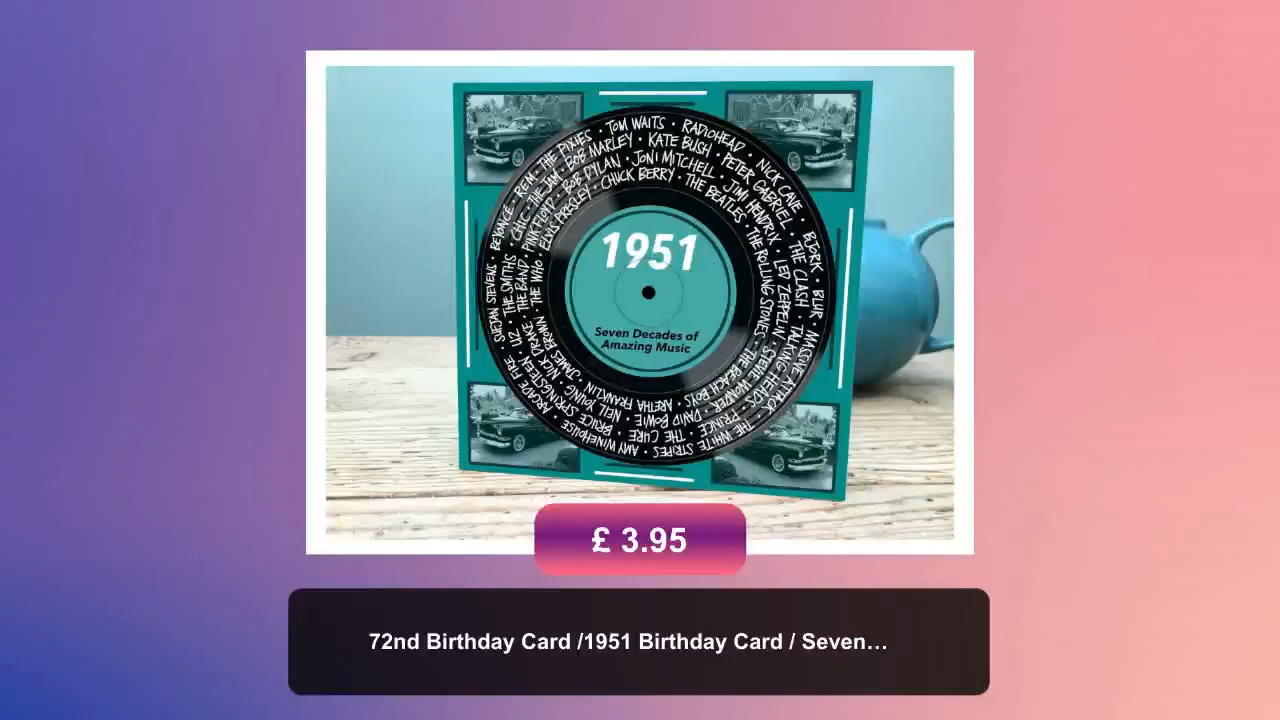 TOM WAITS • RADIOHEAD • NICK CAVE • BJORK • BLUR • MASSIVE ATTACK • THE WHITE STRIPES • AMY WINEHOUSE • ARCADE FIRE • SUFJAN STEVENS • BEYONCE • REM • THE PIXIES •
BOB MARLEY • KATE BUSH • PETER GABRIEL • THE CLASH • TALKING HEADS • PRINCE • THE CURE • BRUCE SPRINGSTEEN • U2 • THE SMITHS • CHIC • THE JAM •
BOB DYLAN • JONI MITCHELL • JIMI HENDRIX • LED ZEPPELIN • STEVIE WONDER • DAVID BOWIE • NEIL YOUNG • NICK DRAKE • THE BAND • PINK FLOYD •
CHUCK BERRY • THE BEATLES • THE ROLLING STONES • THE BEACH BOYS • ARETHA FRANKLIN • JAMES BROWN • THE WHO • ELVIS PRESLEY •
1951
Seven Decades of
Amazing Music
£ 3.95
72nd Birthday Card /1951 Birthday Card / Seven...